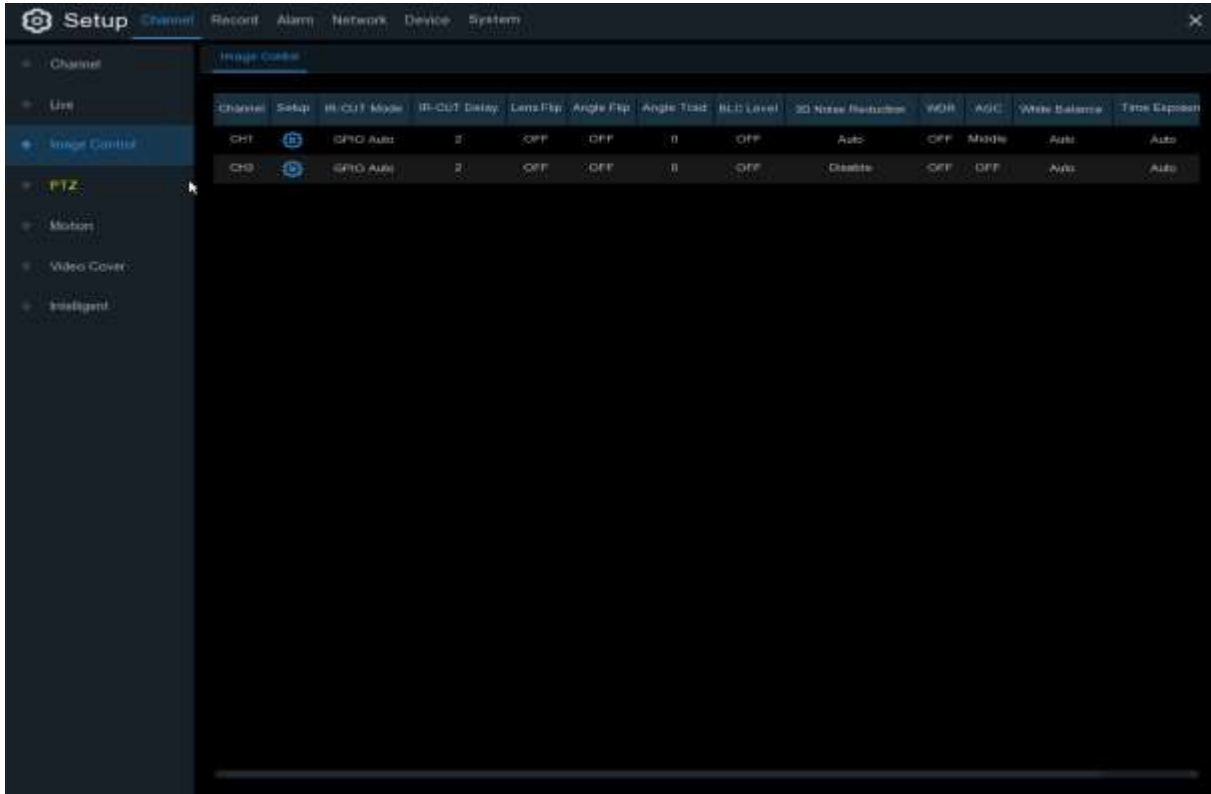 Setup Channel Record Alarm Network Device System
Channel
Live
Image Control
PTZ
Motion
Video Cover
Intelligent
Image Control
Channel Setup IR-CUT Mode IR-CUT Delay Lens Flip Angle Flip Angle BLC Level 3D Noise Reduction WDR AGC White Balance Time Exposur
CH1 GPIO Auto 2 OFF OFF 0 OFF Auto OFF Middle Auto Auto
GPIO Auto 2 OFF OFF 0 OFF Disable OFF OFF Auto Auto